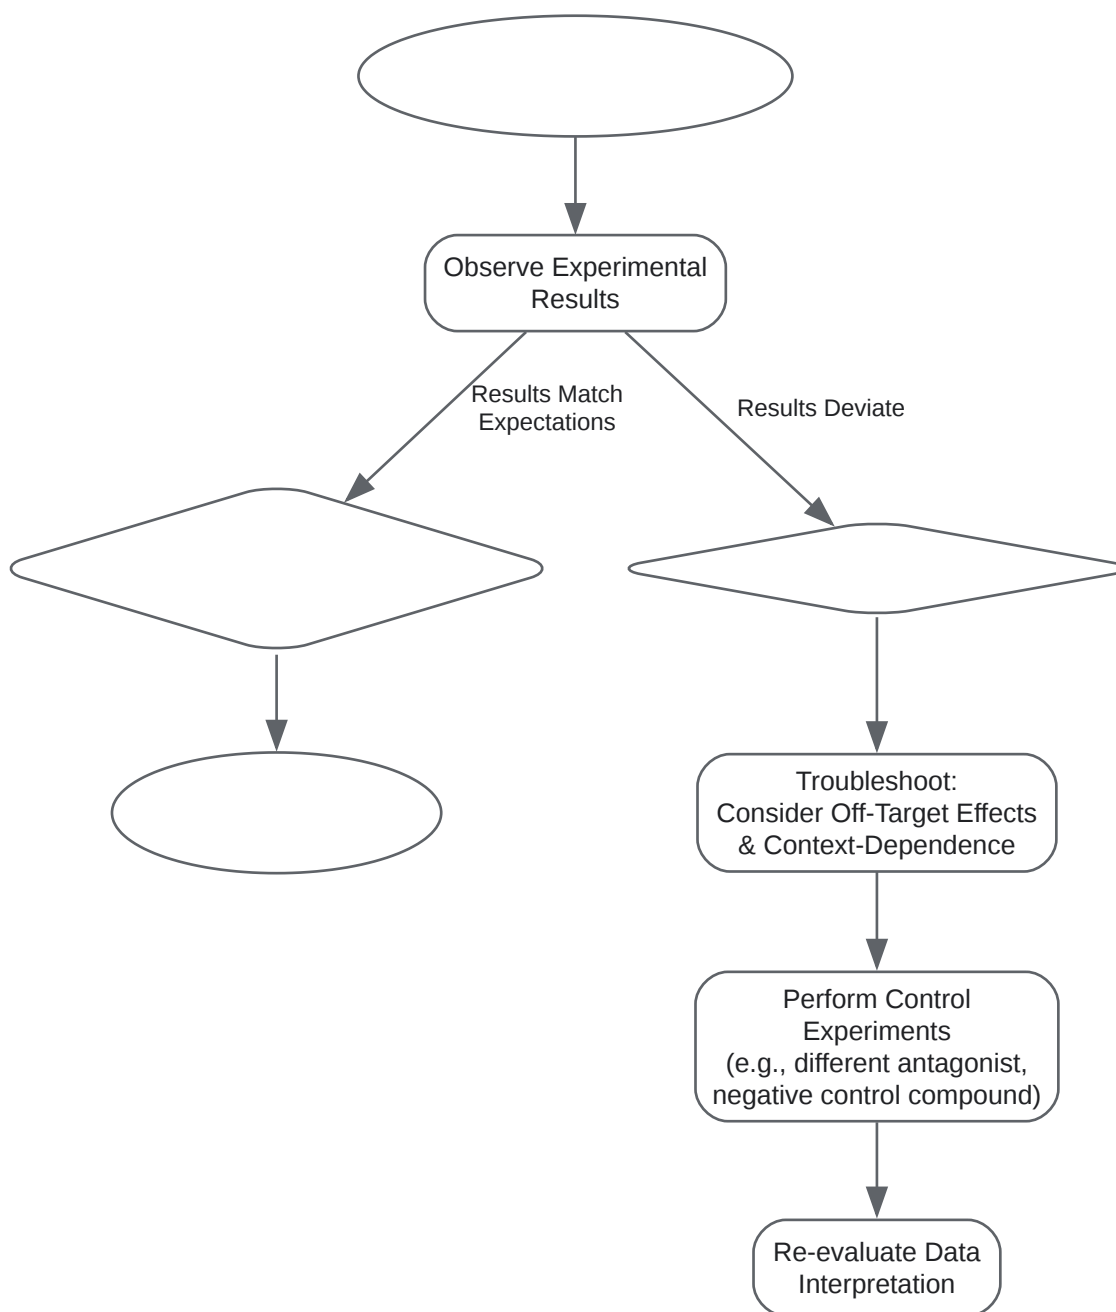 Observe Experimental
Results
Results Match
Expectations
Results Deviate
Troubleshoot:
Consider Off-Target Effects
& Context-Dependence
Perform Control
Experiments
(e.g., different antagonist,
negative control compound)
Re-evaluate Data
Interpretation